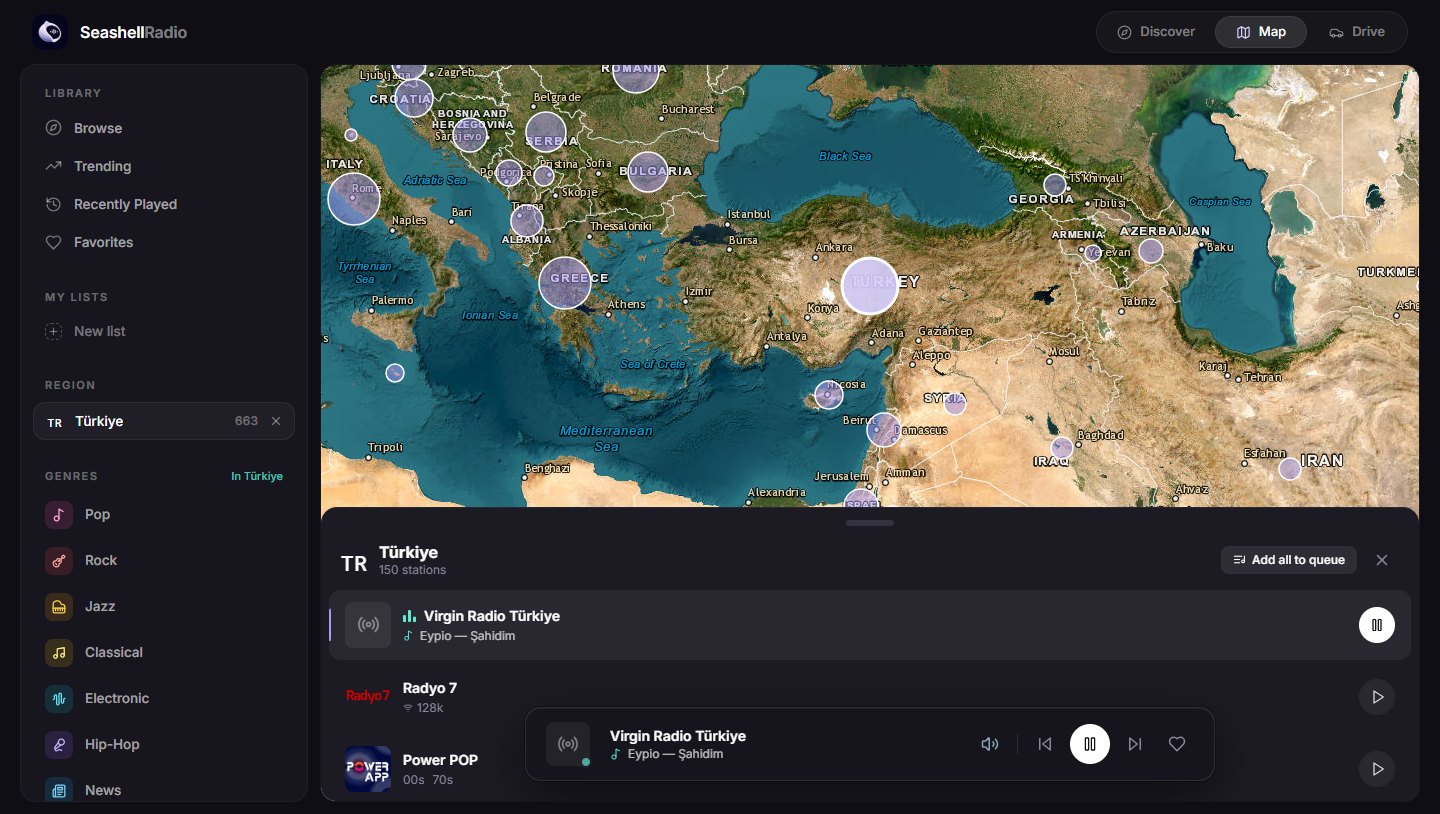 SeashellRadio
Discover
Map
Drive
LIBRARY
Browse
Trending
Recently Played
Favorites
MY LISTS
New list
REGION
TR Türkiye 663
GENRES In Türkiye
Pop
Rock
Jazz
Classical
Electronic
Hip-Hop
News
Ljubljana
Zagreb
ROMANIA
CROATIA
Belgrade
Bucharest
BOSNIA AND
HERZEGOVINA
Sarajevo
SERBIA
Black Sea
ITALY
Podgorica
Pristina
Sofia
BULGARIA
Adriatic Sea
Rome
Skopje
Tskhinvali
GEORGIA
Tbilisi
Caspian Sea
Naples
Bari
Tirana
Istanbul
Thessaloniki
ALBANIA
Bursa
Ankara
ARMENIA
AZERBAIJAN
Yerevan
Baku
Tyrrhenian
Sea
GREECE
TURKEY
TURKME
Palermo
Izmir
Tabriz
Ashg
Ionian Sea
Athens
Konya
Antalya
Adana
Gaziantep
Aleppo
Mosul
s
Sea of Crete
Karaj
Tehran
Nicosia
SYRIA
Beirut
Damascus
Mediterranean
Sea
Baghdad
Tripoli
IRAQ
Esfahan
IRAN
Benghazi
Jerusalem
Amman
Alexandria
Ahvaz
ISRAE
TR
Türkiye
150 stations
Add all to queue
Virgin Radio Türkiye
Eypio — Şahidim
Radyo7
Radyo 7
128k
POWER
APP
Power POP
00s 70s
Virgin Radio Türkiye
Eypio — Şahidim